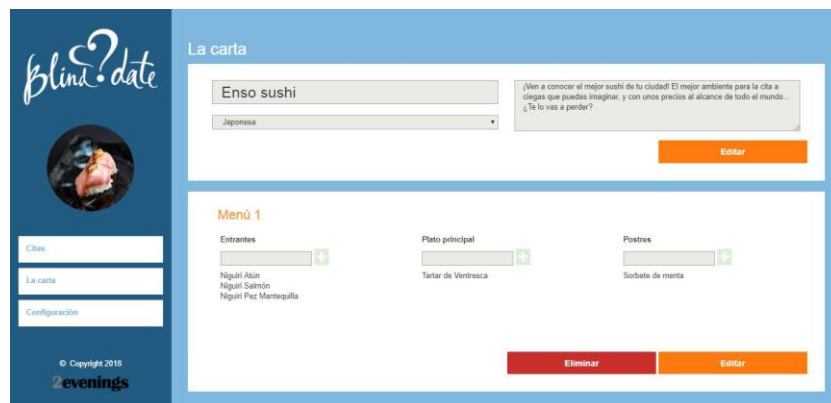 Blind?date
La carta
Enso sushi
Japonesa
¡Ven a conocer el mejor sushi de tu ciudad! El mejor ambiente para la cita a
ciegas que puedas imaginar, y con unos precios al alcance de todo el mundo...
¿Te lo vas a perder?
Editar
Citas
La carta
Configuración
Menú 1
Entrantes
Niguiri Atún
Niguiri Salmón
Niguiri Pez Mantequilla
Plato principal
Tartar de Ventresca
Postres
Sorbete de menta
Eliminar
Editar
© Copyright 2018
2evenings